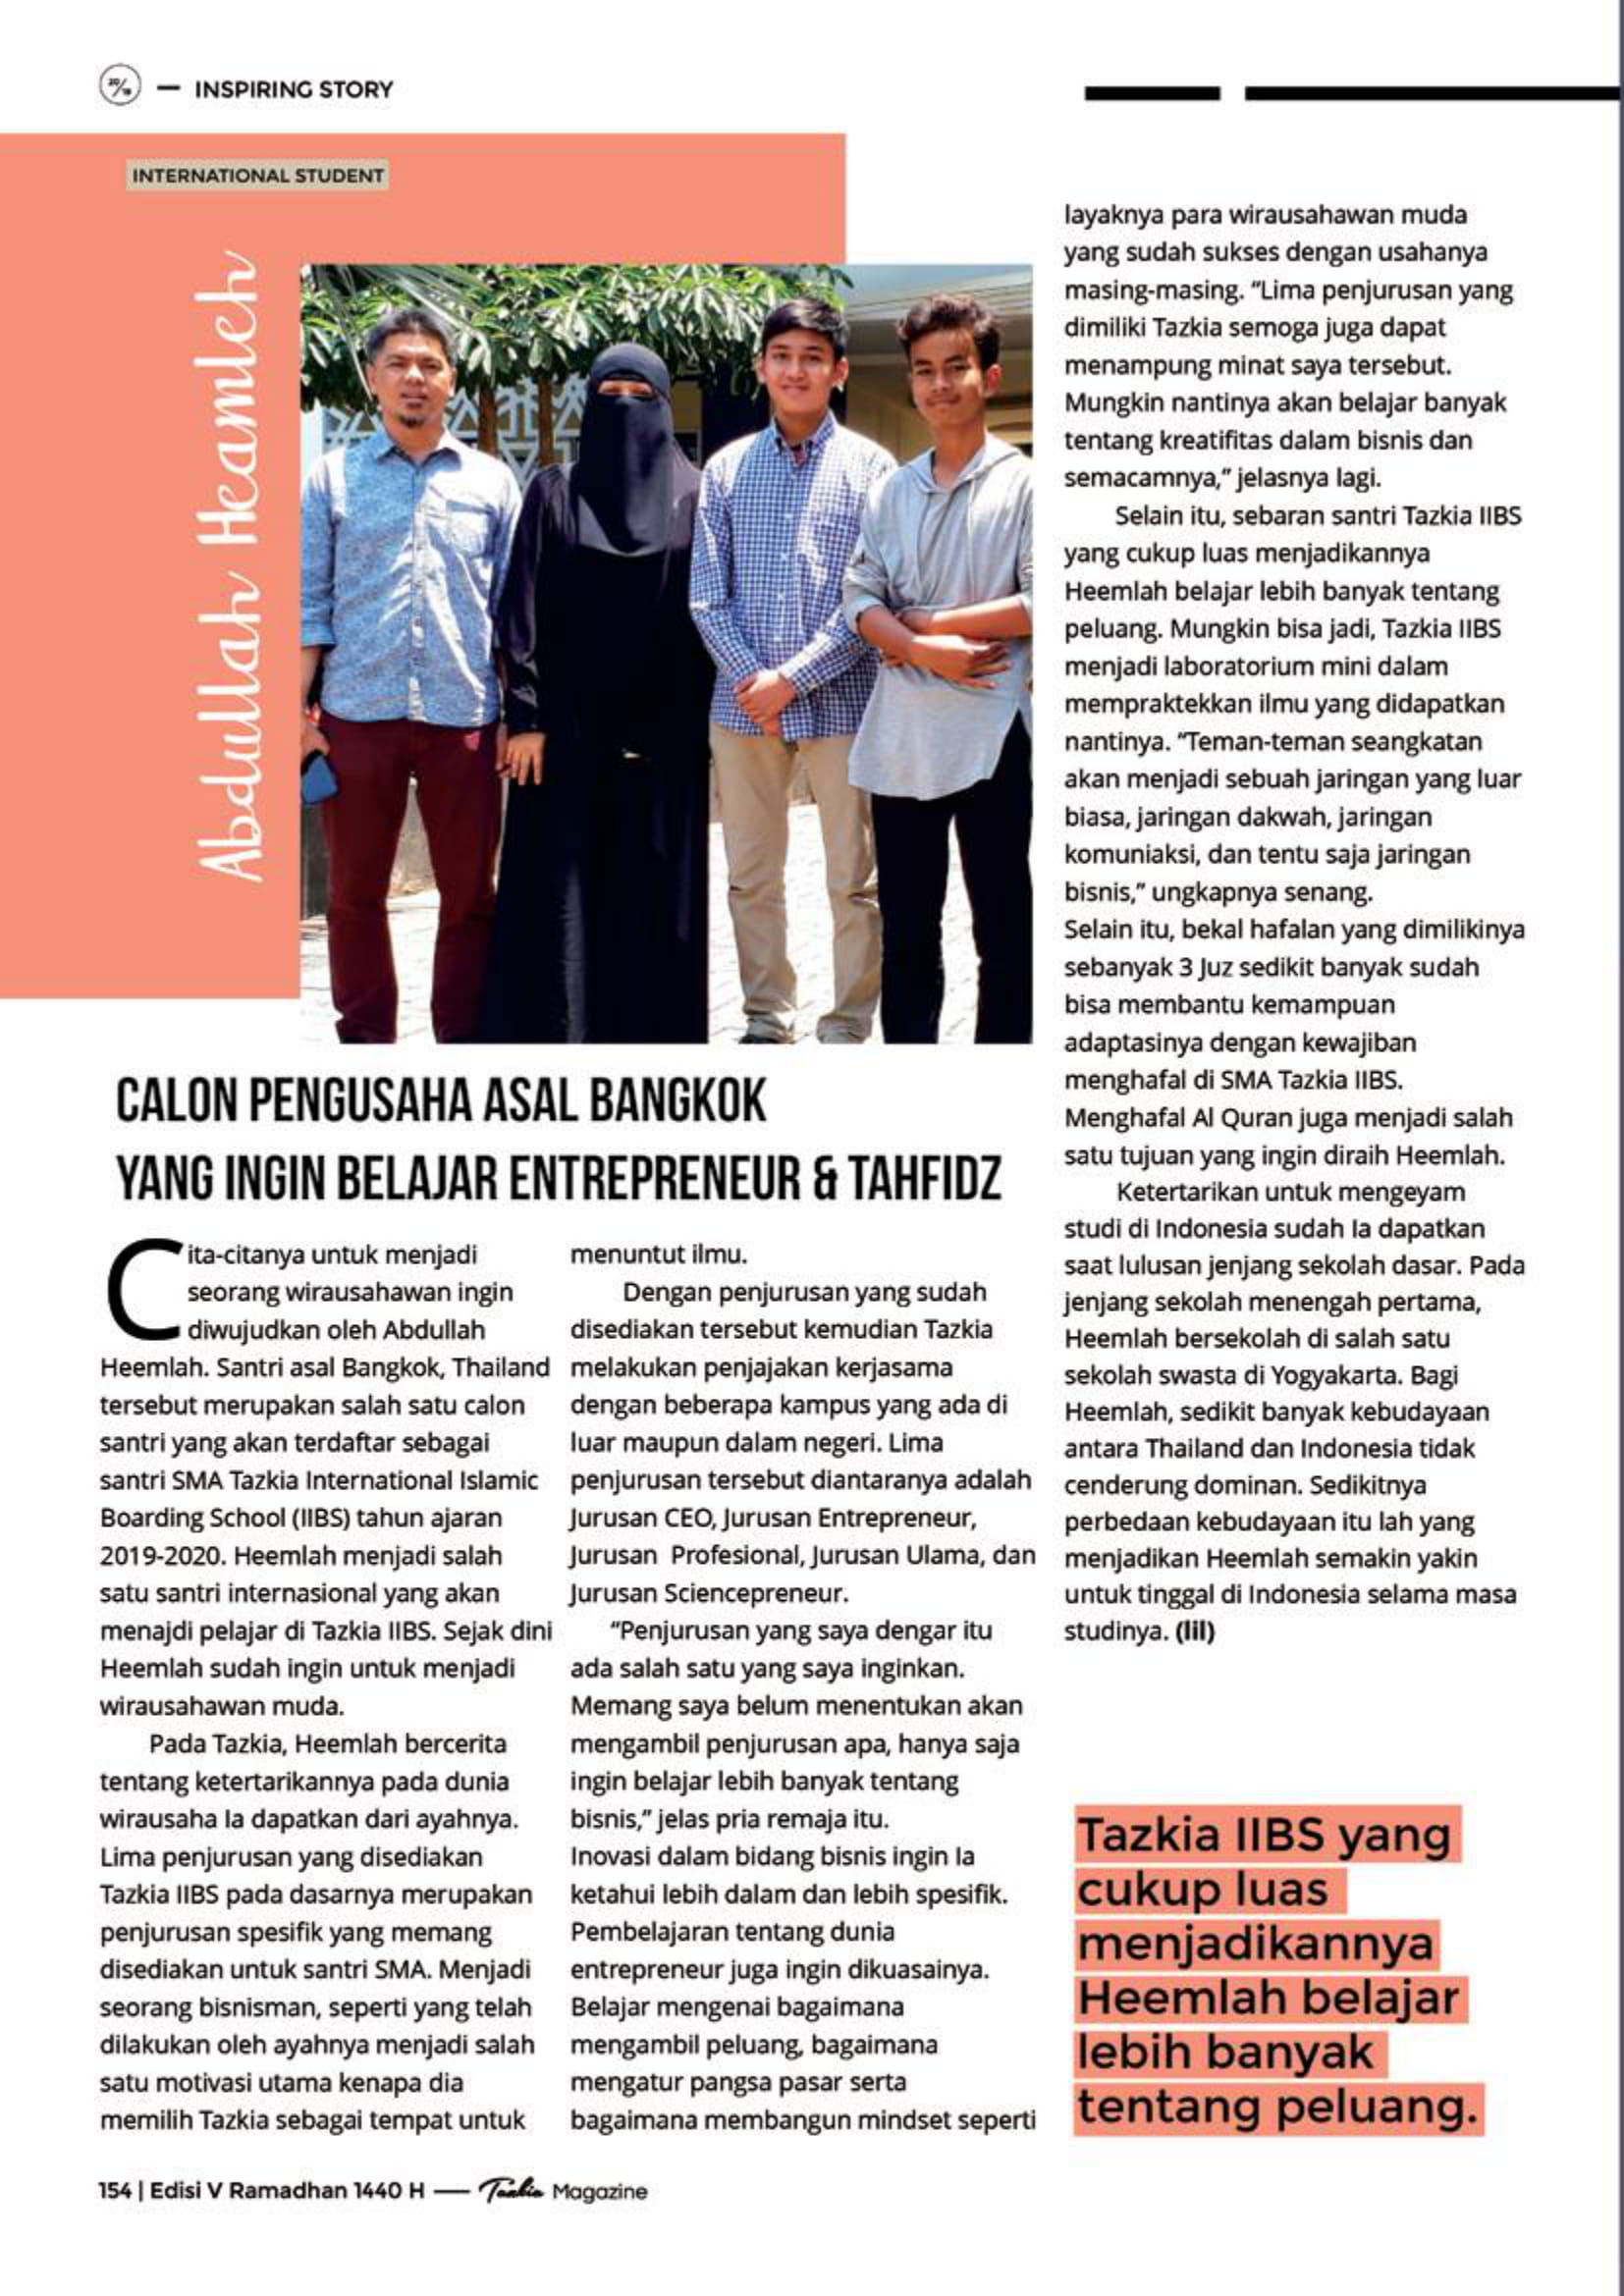 20/19 — INSPIRING STORY
INTERNATIONAL STUDENT
Abdullah Heamleh
CALON PENGUSAHA ASAL BANGKOK
YANG INGIN BELAJAR ENTREPRENEUR & TAHFIDZ
Cita-citanya untuk menjadi
seorang wirausahawan ingin
diwujudkan oleh Abdullah
Heemlah. Santri asal Bangkok, Thailand
tersebut merupakan salah satu calon
santri yang akan terdaftar sebagai
santri SMA Tazkia International Islamic
Boarding School (IIBS) tahun ajaran
2019-2020. Heemlah menjadi salah
satu santri internasional yang akan
menajdi pelajar di Tazkia IIBS. Sejak dini
Heemlah sudah ingin untuk menjadi
wirausahawan muda.
Pada Tazkia, Heemlah bercerita
tentang ketertarikannya pada dunia
wirausaha Ia dapatkan dari ayahnya.
Lima penjurusan yang disediakan
Tazkia IIBS pada dasarnya merupakan
penjurusan spesifik yang memang
disediakan untuk santri SMA. Menjadi
seorang bisnisman, seperti yang telah
dilakukan oleh ayahnya menjadi salah
satu motivasi utama kenapa dia
memilih Tazkia sebagai tempat untuk
menuntut ilmu.
Dengan penjurusan yang sudah
disediakan tersebut kemudian Tazkia
melakukan penjajakan kerjasama
dengan beberapa kampus yang ada di
luar maupun dalam negeri. Lima
penjurusan tersebut diantaranya adalah
Jurusan CEO, Jurusan Entrepreneur,
Jurusan Profesional, Jurusan Ulama, dan
Jurusan Sciencepreneur.
“Penjurusan yang saya dengar itu
ada salah satu yang saya inginkan.
Memang saya belum menentukan akan
mengambil penjurusan apa, hanya saja
ingin belajar lebih banyak tentang
bisnis,” jelas pria remaja itu.
Inovasi dalam bidang bisnis ingin Ia
ketahui lebih dalam dan lebih spesifik.
Pembelajaran tentang dunia
entrepreneur juga ingin dikuasainya.
Belajar mengenai bagaimana
mengambil peluang, bagaimana
mengatur pangsa pasar serta
bagaimana membangun mindset seperti
layaknya para wirausahawan muda
yang sudah sukses dengan usahanya
masing-masing. “Lima penjurusan yang
dimiliki Tazkia semoga juga dapat
menampung minat saya tersebut.
Mungkin nantinya akan belajar banyak
tentang kreatifitas dalam bisnis dan
semacamnya,” jelasnya lagi.
Selain itu, sebaran santri Tazkia IIBS
yang cukup luas menjadikannya
Heemlah belajar lebih banyak tentang
peluang. Mungkin bisa jadi, Tazkia IIBS
menjadi laboratorium mini dalam
mempraktekkan ilmu yang didapatkan
nantinya. “Teman-teman seangkatan
akan menjadi sebuah jaringan yang luar
biasa, jaringan dakwah, jaringan
komuniaksi, dan tentu saja jaringan
bisnis,” ungkapnya senang.
Selain itu, bekal hafalan yang dimilikinya
sebanyak 3 Juz sedikit banyak sudah
bisa membantu kemampuan
adaptasinya dengan kewajiban
menghafal di SMA Tazkia IIBS.
Menghafal Al Quran juga menjadi salah
satu tujuan yang ingin diraih Heemlah.
Ketertarikan untuk mengeyam
studi di Indonesia sudah Ia dapatkan
saat lulusan jenjang sekolah dasar. Pada
jenjang sekolah menengah pertama,
Heemlah bersekolah di salah satu
sekolah swasta di Yogyakarta. Bagi
Heemlah, sedikit banyak kebudayaan
antara Thailand dan Indonesia tidak
cenderung dominan. Sedikitnya
perbedaan kebudayaan itu lah yang
menjadikan Heemlah semakin yakin
untuk tinggal di Indonesia selama masa
studinya. (lil)
Tazkia IIBS yang
cukup luas
menjadikannya
Heemlah belajar
lebih banyak
tentang peluang.
154 | Edisi V Ramadhan 1440 H — Tazkia Magazine